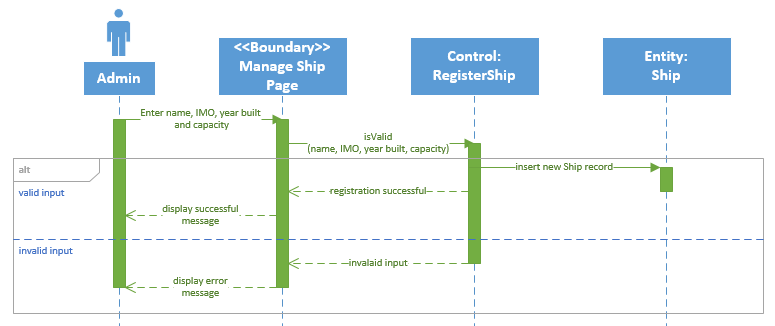 Admin
<<Boundary>>
Manage Ship
Page
Control:
RegisterShip
Entity:
Ship
Enter name, IMO, year built
and capacity
isValid
(name, IMO, year built, capacity)
alt
insert new Ship record
valid input
registration successful
display successful
message
invalid input
invalaid input
display error
message